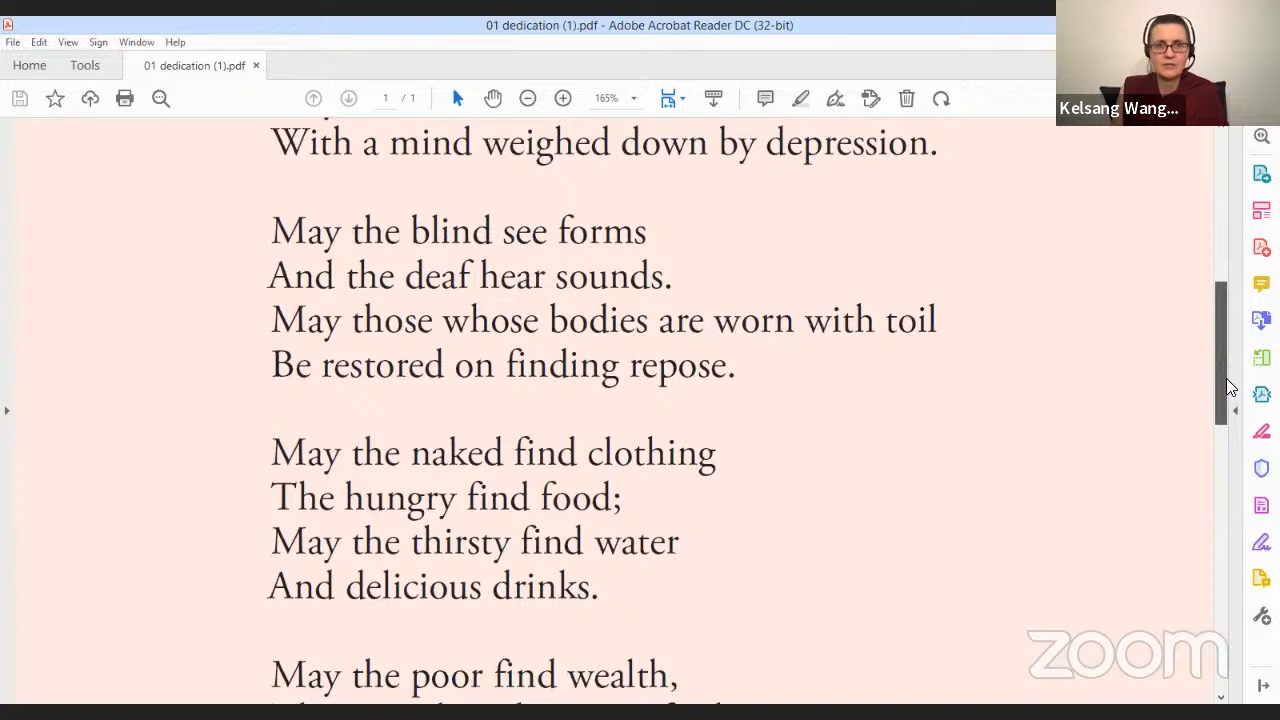 01 dedication (1).pdf - Adobe Acrobat Reader DC (32-bit)
File Edit View Sign Window Help
Home Tools 01 dedication (1).pdf ×
1 / 1 165%
Kelsang Wang...
With a mind weighed down by depression.
May the blind see forms
And the deaf hear sounds.
May those whose bodies are worn with toil
Be restored on finding repose.
May the naked find clothing
The hungry find food;
May the thirsty find water
And delicious drinks.
May the poor find wealth,
zoom